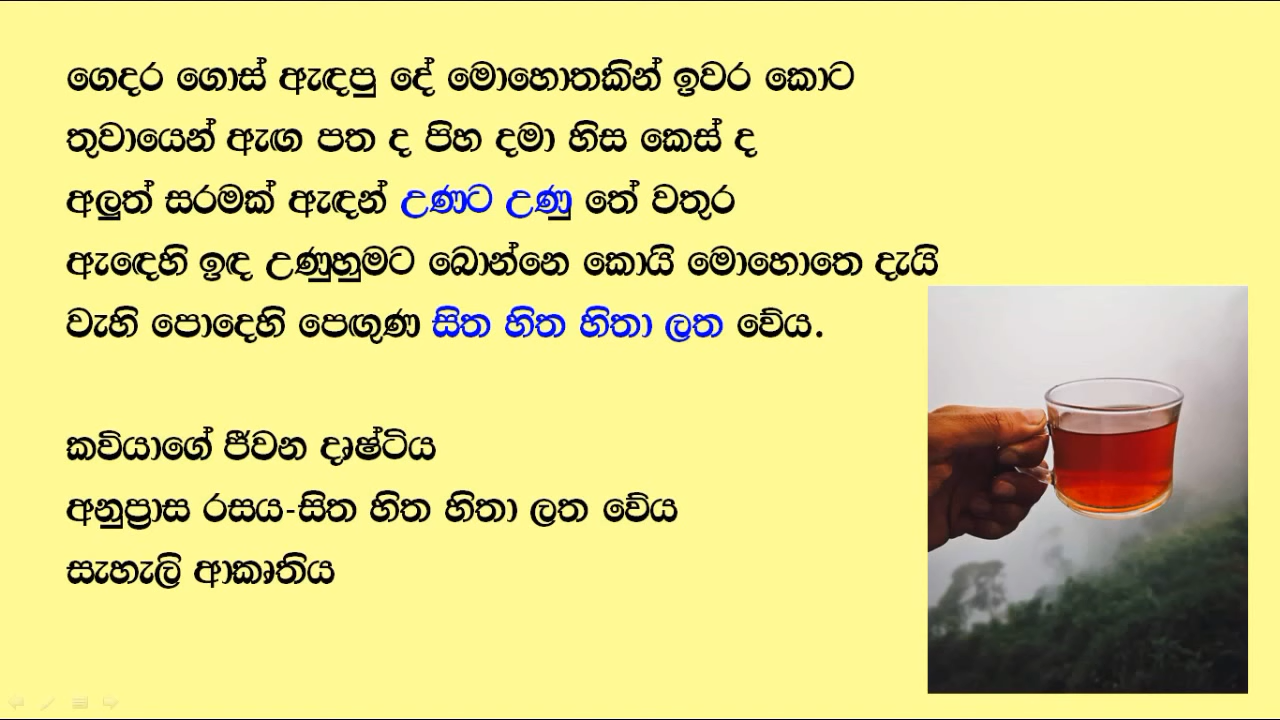 ගෙදර ගොස් ඇඳපු දේ මොහොතකින් ඉවර කොට
තුවායෙන් ඇඟ පත ද පිහ දමා හිස කෙස් ද
අලුත් සරමක් ඇඳන් උණට උණු තේ වතුර
ඇඳෙහි ඉඳ උණුහුමට බොන්නෙ කොයි මොහොතෙ දැයි
වැහි පොදෙහි පෙඟුණ සිත හිත හිතා ලත වේය.
කවියාගේ ජීවන දෘෂ්ටිය
අනුප්‍රාස රසය-සිත හිත හිතා ලත වේය
සැහැලි ආකෘතිය